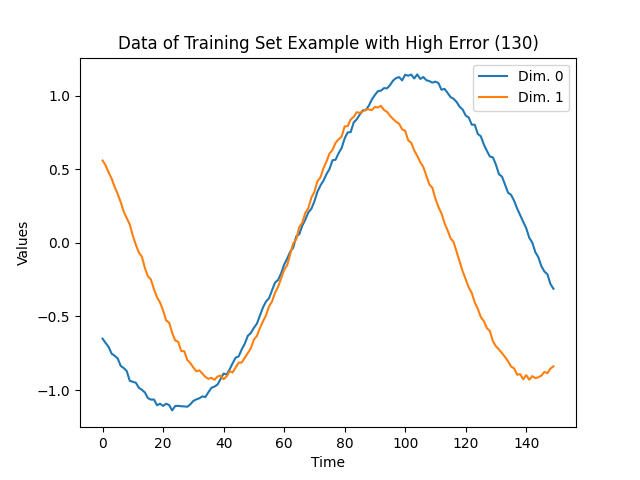 Data of Training Set Example with High Error (130)
Dim. 0
Dim. 1
Values
1.0
0.5
0.0
−0.5
−1.0
0 20 40 60 80 100 120 140
Time